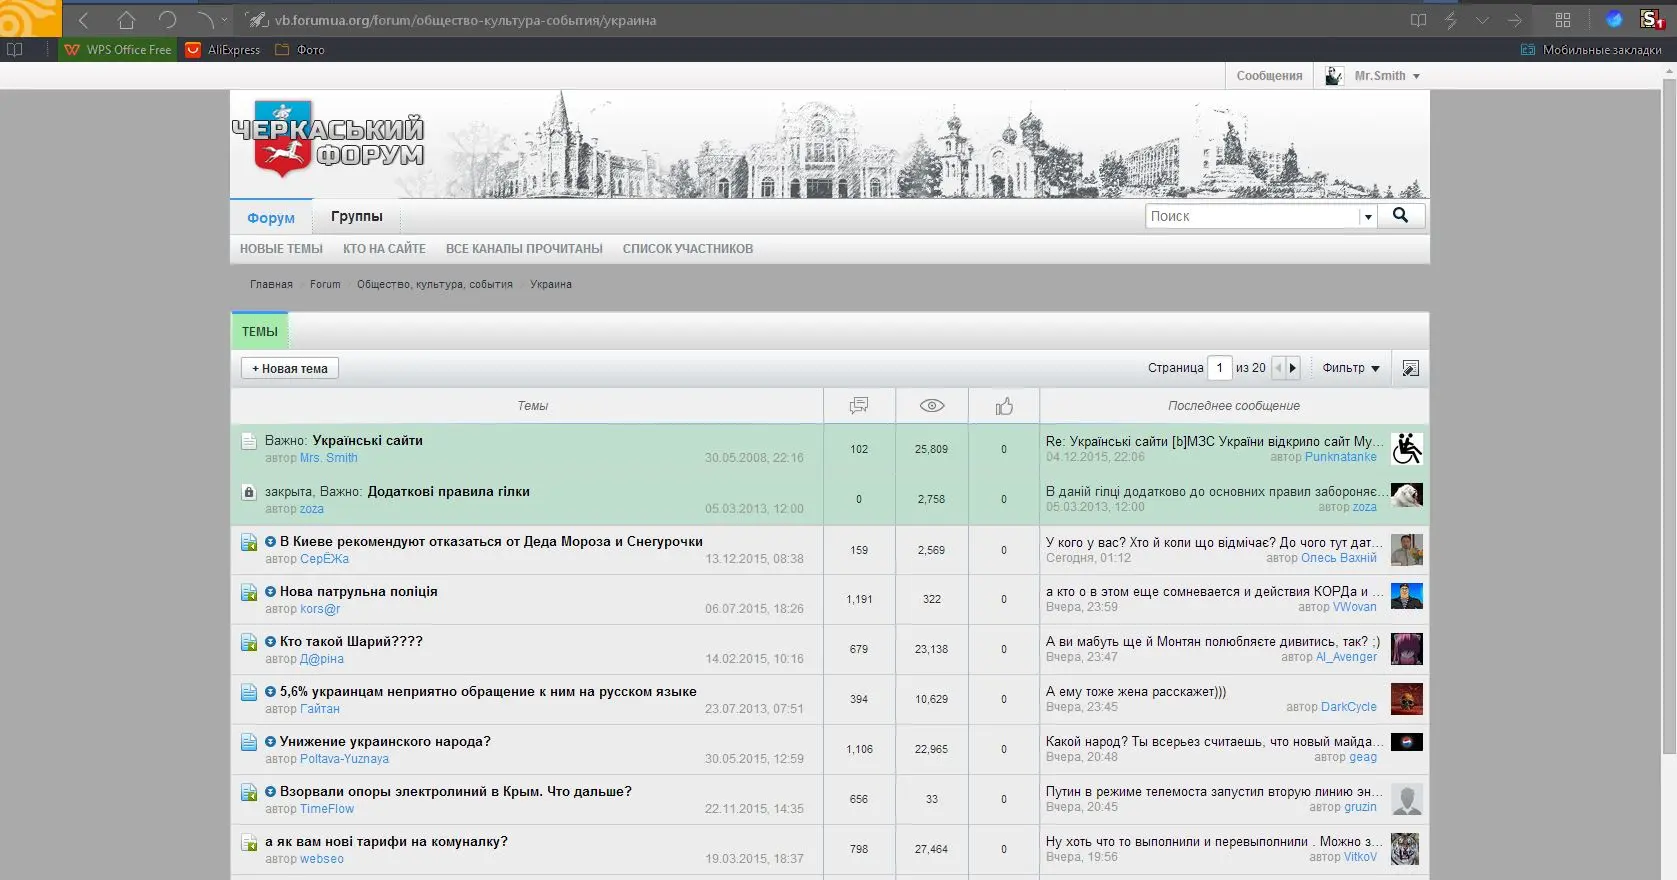 vb.forumua.org/forum/общество-культура-события/украина
WPS Office Free
AliExpress
Фото
Мобильные закладки
Сообщения
Mr.Smith
ЧЕРКАСЬКИЙ
ФОРУМ
Форум
Группы
Поиск
НОВЫЕ ТЕМЫ КТО НА САЙТЕ ВСЕ КАНАЛЫ ПРОЧИТАНЫ СПИСОК УЧАСТНИКОВ
Главная Forum Общество, культура, события Украина
ТЕМЫ
+ Новая тема
Страница 1 из 20
Фильтр
Темы
Последнее сообщение
Важно: Українські сайти
автор Mrs. Smith
30.05.2008, 22:16
102
25,809
0
Re: Українські сайти [b]МЗС України відкрило сайт My...
04.12.2015, 22:06
автор Punknatanke
закрыта, Важно: Додаткові правила гілки
автор zoza
05.03.2013, 12:00
0
2,758
0
В даній гілці додатково до основних правил забороняє...
05.03.2013, 12:00
автор zoza
В Киеве рекомендуют отказаться от Деда Мороза и Снегурочки
автор СерЁЖа
13.12.2015, 08:38
159
2,569
0
У кого у вас? Хто й коли що відмічає? До чого тут дат...
Сегодня, 01:12
автор Олесь Вахній
Нова патрульна поліція
автор kors@r
06.07.2015, 18:26
1,191
322
0
а кто о в этом еще сомневается и действия КОРДа и ...
Вчера, 23:59
автор VWovan
Кто такой Шарий????
автор Д@ріна
14.02.2015, 10:16
679
23,138
0
А ви мабуть ще й Монтян полюбляєте дивитись, так? ;)
Вчера, 23:47
автор Al_Avenger
5,6% украинцам неприятно обращение к ним на русском языке
автор Гайтан
23.07.2013, 07:51
394
10,629
0
А ему тоже жена расскажет)))
Вчера, 23:45
автор DarkCycle
Унижение украинского народа?
автор Poltava-Yuznaya
30.05.2015, 12:59
1,106
22,965
0
Какой народ? Ты всерьез считаешь, что новый майда...
Вчера, 20:48
автор geag
Взорвали опоры электролиний в Крым. Что дальше?
автор TimeFlow
22.11.2015, 14:35
656
33
0
Путин в режиме телемоста запустил вторую линию эн...
Вчера, 20:45
автор gruzin
а як вам нові тарифи на комуналку?
автор webseo
19.03.2015, 18:37
798
27,464
0
Ну хоть что то выполнили и перевыполнили . Можно з...
Вчера, 19:56
автор VitkoV